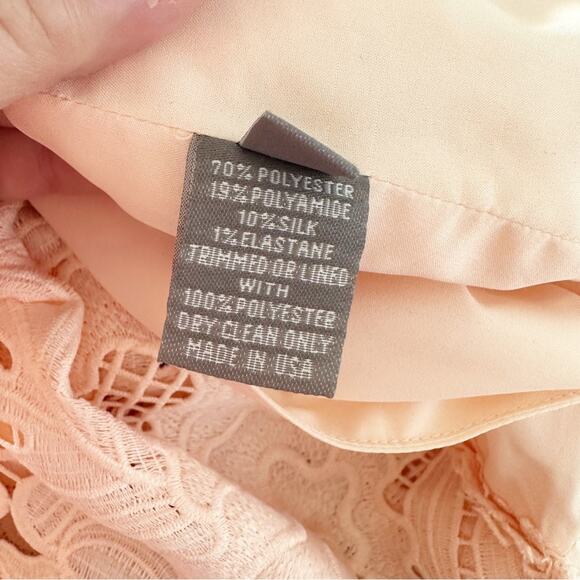 70% POLYESTER
19% POLYAMIDE
10% SILK
1% ELASTANE
TRIMMED OR LINED
WITH
100% POLYESTER
DRY CLEAN ONLY
MADE IN USA